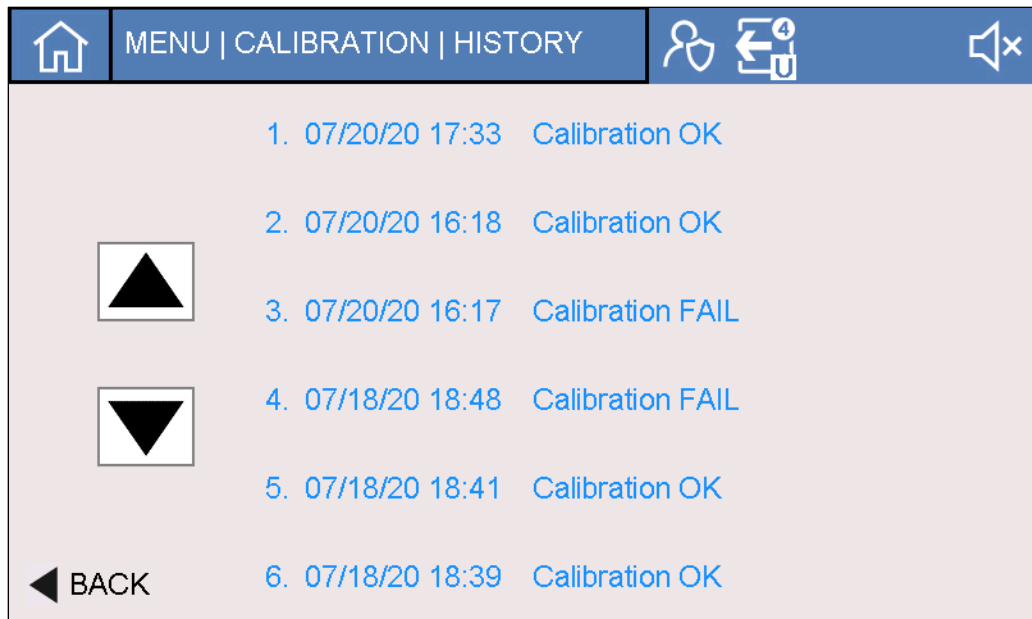 MENU | CALIBRATION | HISTORY
4
U
1. 07/20/20 17:33 Calibration OK
2. 07/20/20 16:18 Calibration OK
3. 07/20/20 16:17 Calibration FAIL
4. 07/18/20 18:48 Calibration FAIL
5. 07/18/20 18:41 Calibration OK
6. 07/18/20 18:39 Calibration OK
BACK